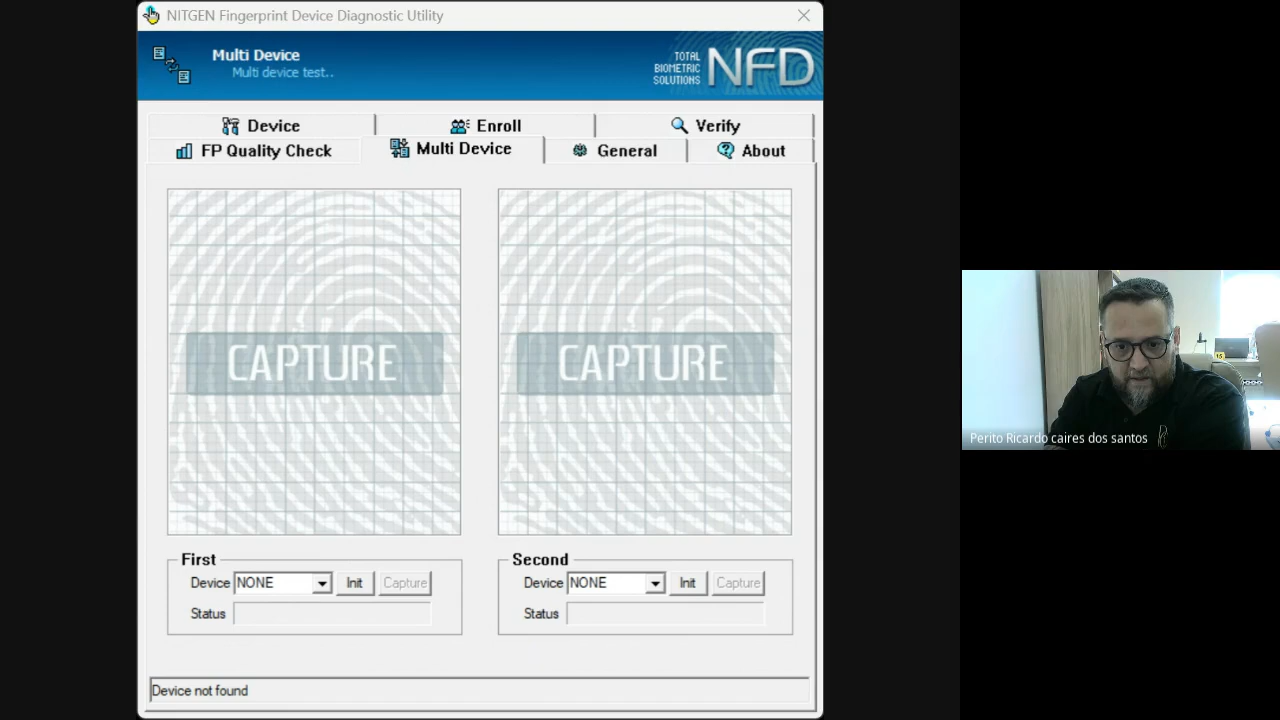 NITGEN Fingerprint Device Diagnostic Utility
Multi Device
Multi device test..
TOTAL
BIOMETRIC
SOLUTIONS
NFD
Device
Enroll
Verify
FP Quality Check
Multi Device
General
About
CAPTURE
CAPTURE
First
Device
NONE
Init
Capture
Status
Second
Device
NONE
Init
Capture
Status
Device not found
Perito Ricardo caires dos santos